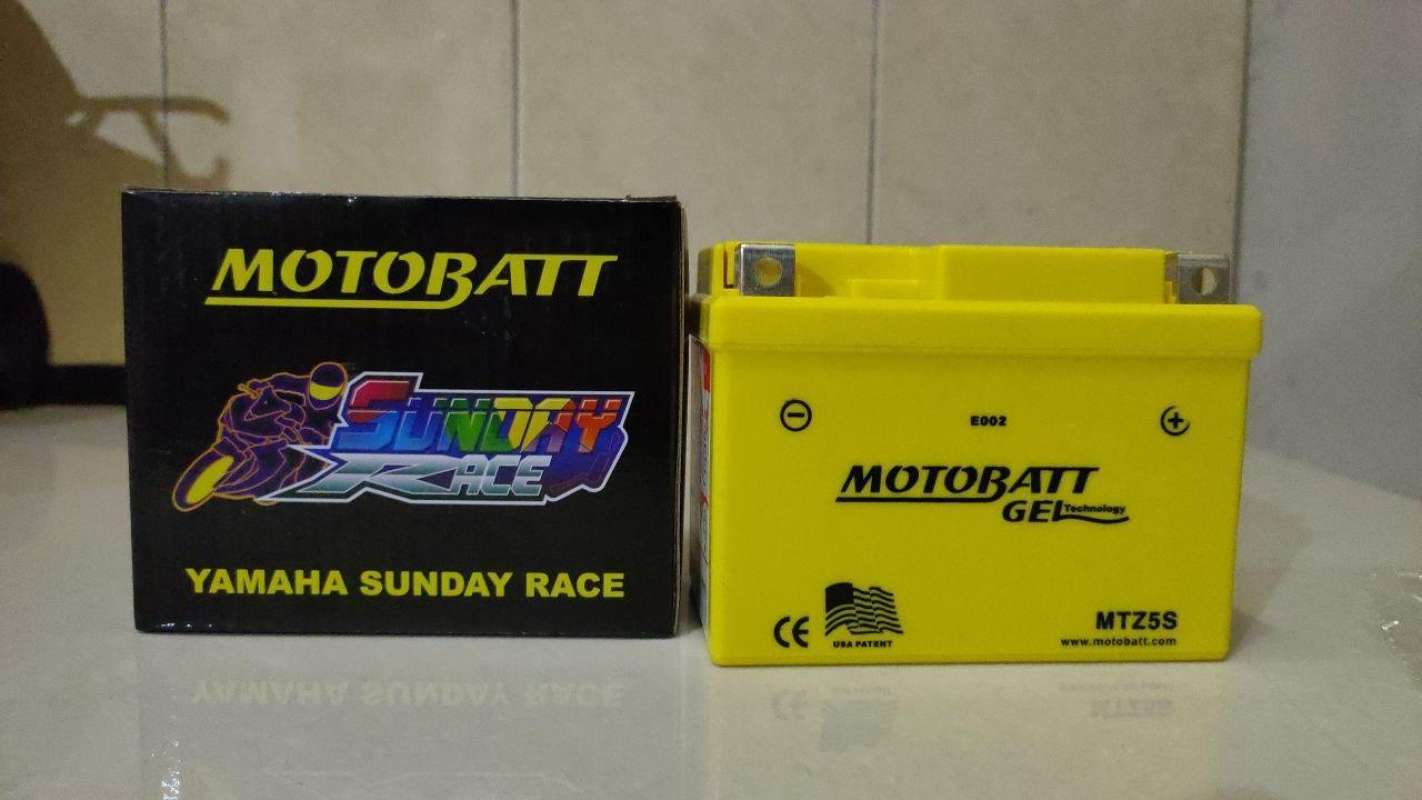 MOTOBATT
SUNDAY
RACE
YAMAHA SUNDAY RACE
E002
MOTOBATT
GEL Technology
CE
USA PATENT
MTZ5S
www.motobatt.com